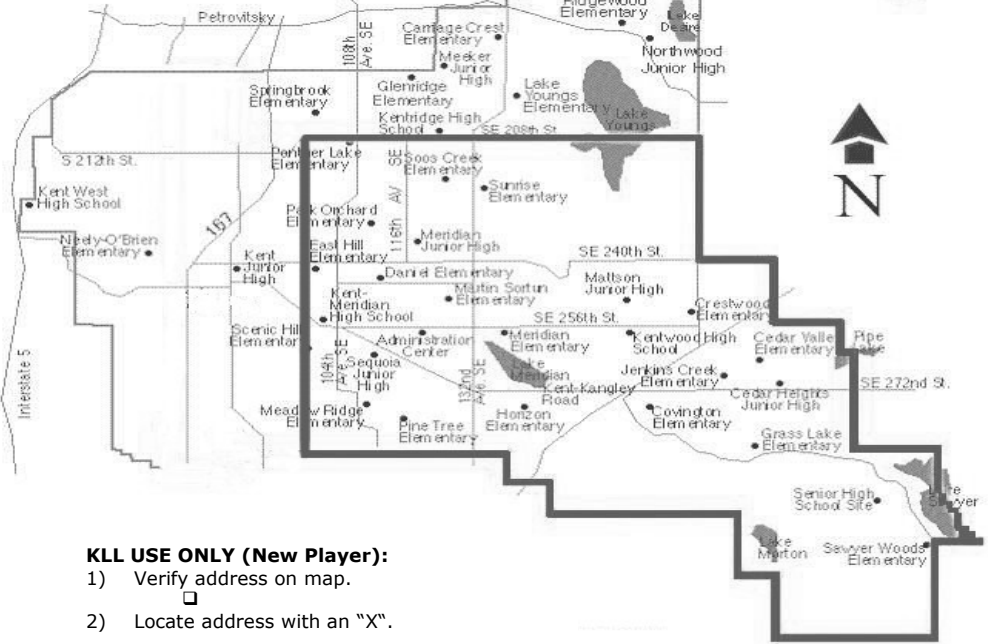 Ridgewood
Elementary
Petrovitsky
Lake
Desire
108th
Ave. SE
Carriage Crest
Elementary
Northwood
Junior High
Meeker
Junior
High
Springbrook
Elementary
Glenridge
Elementary
Lake
Youngs
Elementary
Lake
Youngs
Kentridge High
School
SE 208th St
S 212th St.
Panther Lake
Elementary
116th AV SE
Soos Creek
Elementary
Sunrise
Elementary
N
Kent West
High School
167
Park Orchard
Elementary
Meridian
Junior High
Neely-O'Brien
Elementary
Kent
Junior
High
East Hill
Elementary
SE 240th St.
Daniel Elementary
Mattson
Junior High
Kent-
Meridian
High School
Martin Sortun
Elementary
Crestwood
Elementary
SE 256th St.
Scenic Hill
Elementary
Administration
Center
Meridian
Elementary
Kentwood High
School
Cedar Valley
Elementary
Pipe
Lake
Interstate 5
104th
Ave SE
Sequoia
Junior
High
132nd
Ave. SE
Lake
Meridian
Jenkins Creek
Elementary
SE 272nd St.
Kent-Kangley
Road
Cedar Heights
Junior High
Meadow Ridge
Elementary
Pine Tree
Elementary
Horizon
Elementary
Covington
Elementary
Grass Lake
Elementary
Senior High
School Site
Sawyer
Lake
Morton
Sawyer Woods
Elementary
KLL USE ONLY (New Player):
1) Verify address on map.
❑
2) Locate address with an “X“.